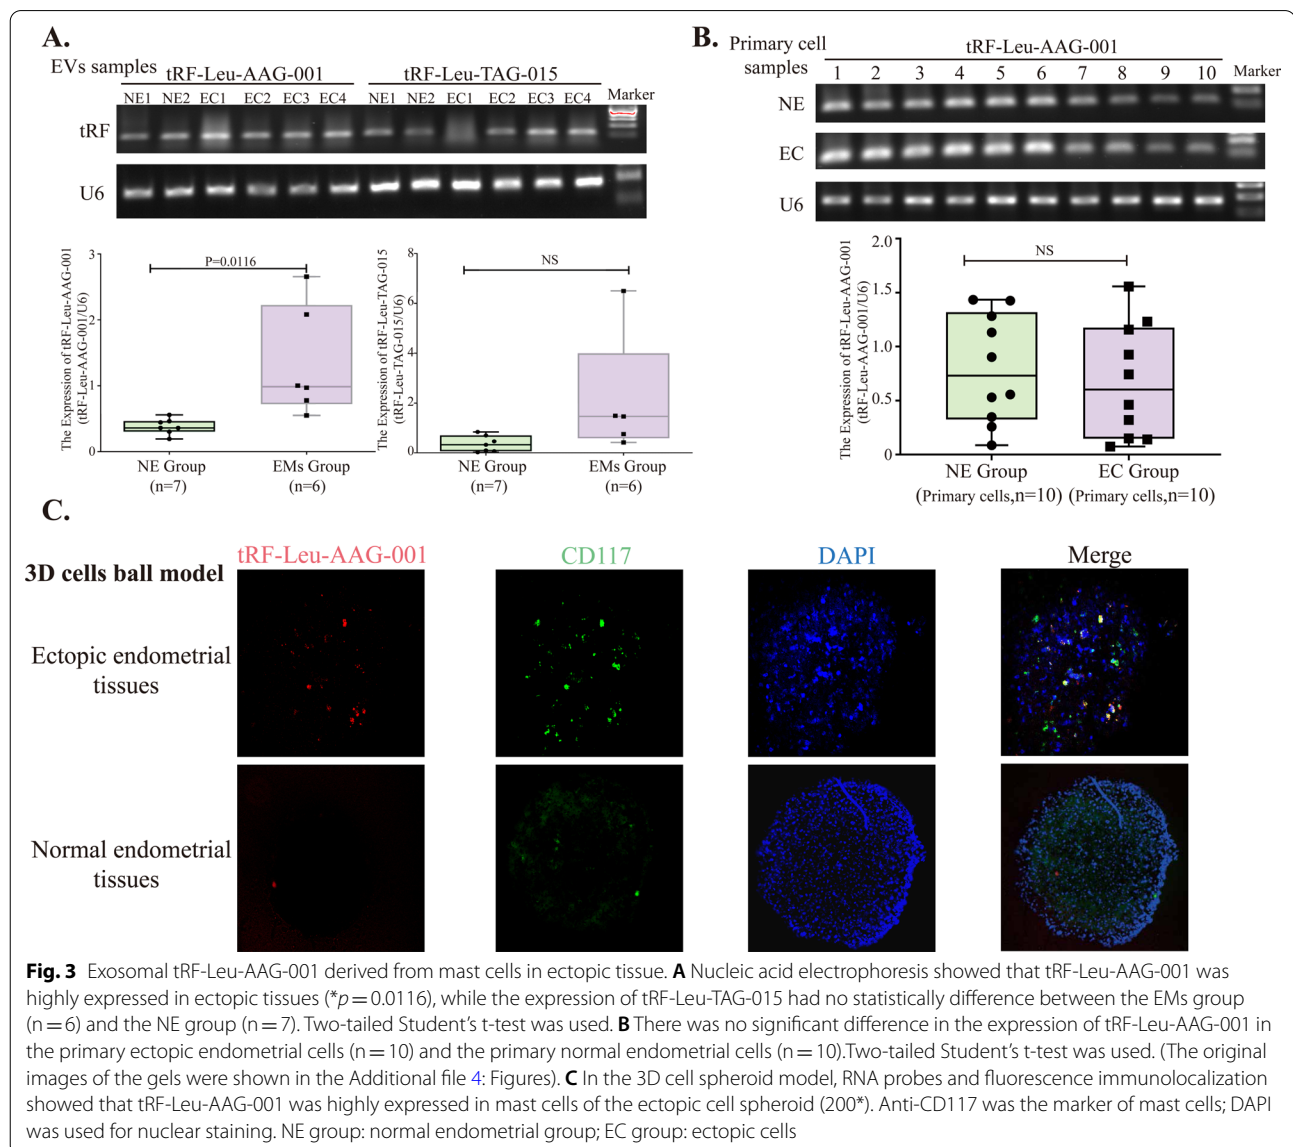 A.
EVs samples tRF-Leu-AAG-001 tRF-Leu-TAG-015
NE1 NE2 EC1 EC2 EC3 EC4 NE1 NE2 EC1 EC2 EC3 EC4 Marker
tRF
U6
The Expression of tRF-Leu-AAG-001
(tRF-Leu-AAG-001/U6)
3
2
1
0
P=0.0116
NE Group EMs Group
(n=7) (n=6)
The Expression of tRF-Leu-TAG-015
(tRF-Leu-TAG-015/U6)
8
6
4
2
0
NS
NE Group EMs Group
(n=7) (n=6)
B.
Primary cell tRF-Leu-AAG-001
samples 1 2 3 4 5 6 7 8 9 10 Marker
NE
EC
U6
The Expression of tRF-Leu-AAG-001
(tRF-Leu-AAG-001/U6)
2.0
1.5
1.0
0.5
0.0
NS
NE Group EC Group
(Primary cells,n=10) (Primary cells,n=10)
C.
tRF-Leu-AAG-001 CD117 DAPI Merge
3D cells ball model
Ectopic endometrial
tissues
Normal endometrial
tissues
Fig. 3 Exosomal tRF-Leu-AAG-001 derived from mast cells in ectopic tissue. A Nucleic acid electrophoresis showed that tRF-Leu-AAG-001 was
highly expressed in ectopic tissues (*p = 0.0116), while the expression of tRF-Leu-TAG-015 had no statistically difference between the EMs group
(n = 6) and the NE group (n = 7). Two-tailed Student's t-test was used. B There was no significant difference in the expression of tRF-Leu-AAG-001 in
the primary ectopic endometrial cells (n = 10) and the primary normal endometrial cells (n = 10).Two-tailed Student's t-test was used. (The original
images of the gels were shown in the Additional file 4: Figures). C In the 3D cell spheroid model, RNA probes and fluorescence immunolocalization
showed that tRF-Leu-AAG-001 was highly expressed in mast cells of the ectopic cell spheroid (200*). Anti-CD117 was the marker of mast cells; DAPI
was used for nuclear staining. NE group: normal endometrial group; EC group: ectopic cells